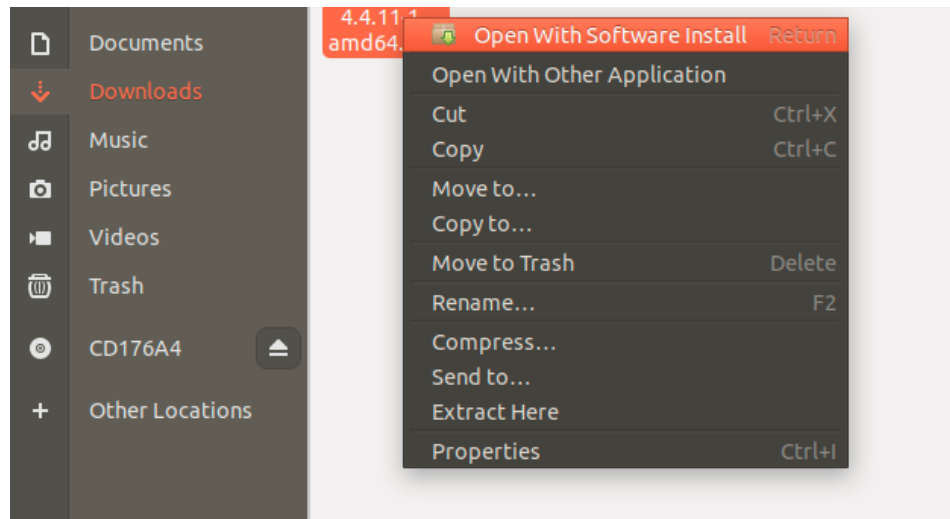 Documents
Downloads
Music
Pictures
Videos
Trash
CD176A4
Other Locations
4.4.11-1
amd64.
Open With Software Install Return
Open With Other Application
Cut Ctrl+X
Copy Ctrl+C
Move to…
Copy to…
Move to Trash Delete
Rename… F2
Compress…
Send to…
Extract Here
Properties Ctrl+I